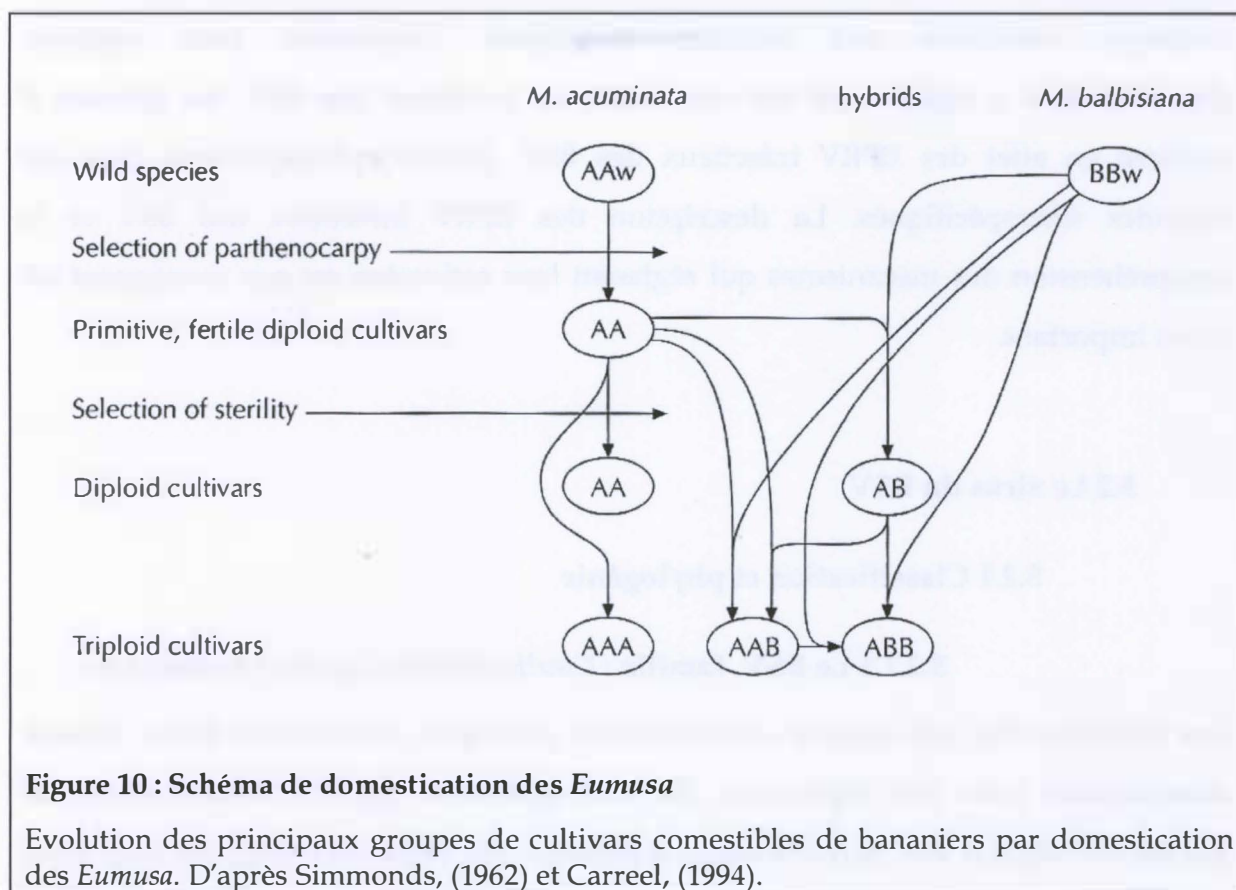 M. acuminata hybrids M. balbisiana
Wild species AAw BBw
Selection of parthenocarpy
Primitive, fertile diploid cultivars AA
Selection of sterility
Diploid cultivars AA AB
Triploid cultivars AAA AAB ABB
Figure 10 : Schéma de domestication des Eumusa
Evolution des principaux groupes de cultivars comestibles de bananiers par domestication
des Eumusa. D'après Simmonds, (1962) et Carreel, (1994).